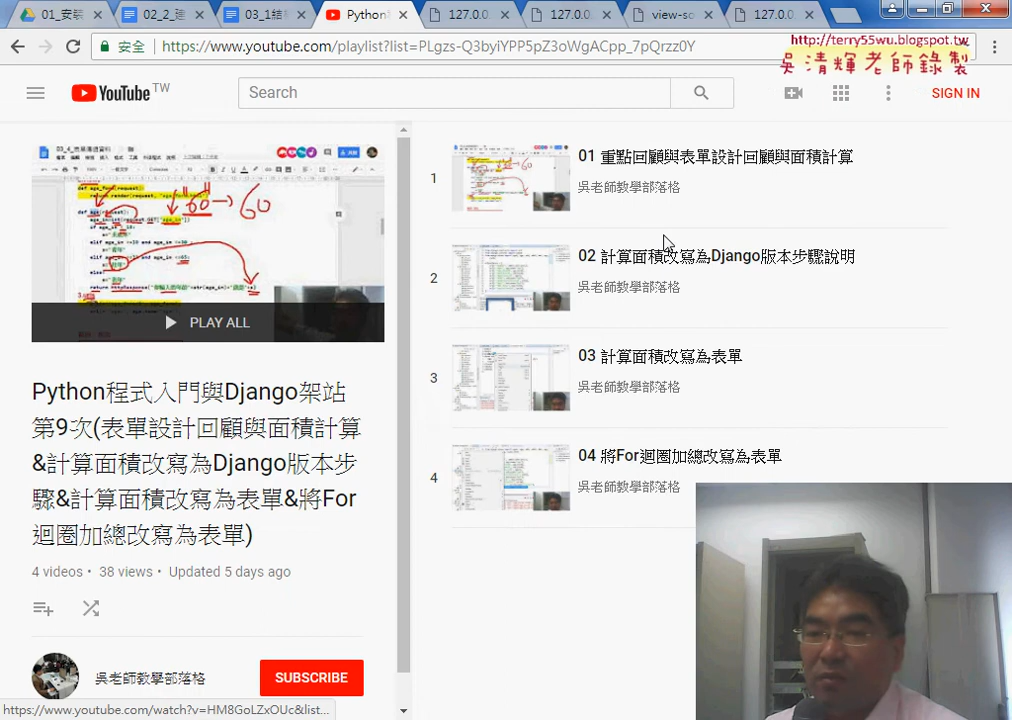 01_安裝
02_2_建
03_1結
Python
127.0.0
127.0.0.
view-so
127.0.0.
安全
https://www.youtube.com/playlist?list=PLgzs-Q3byiYPP5pZ3oWgACpp_7pQrzz0Y
http://terry55wu.blogspot.tw
吳清輝老師錄製
YouTube TW
Search
SIGN IN
PLAY ALL
Python程式入門與Django架站
第9次(表單設計回顧與面積計算
&計算面積改寫為Django版本步
驟&計算面積改寫為表單&將For
迴圈加總改寫為表單)
4 videos • 38 views • Updated 5 days ago
吳老師教學部落格
SUBSCRIBE
1
01 重點回顧與表單設計回顧與面積計算
吳老師教學部落格
2
02 計算面積改寫為Django版本步驟說明
吳老師教學部落格
3
03 計算面積改寫為表單
吳老師教學部落格
4
04 將For迴圈加總改寫為表單
吳老師教學部落格
https://www.youtube.com/watch?v=HM8GoLZxOUc&list...